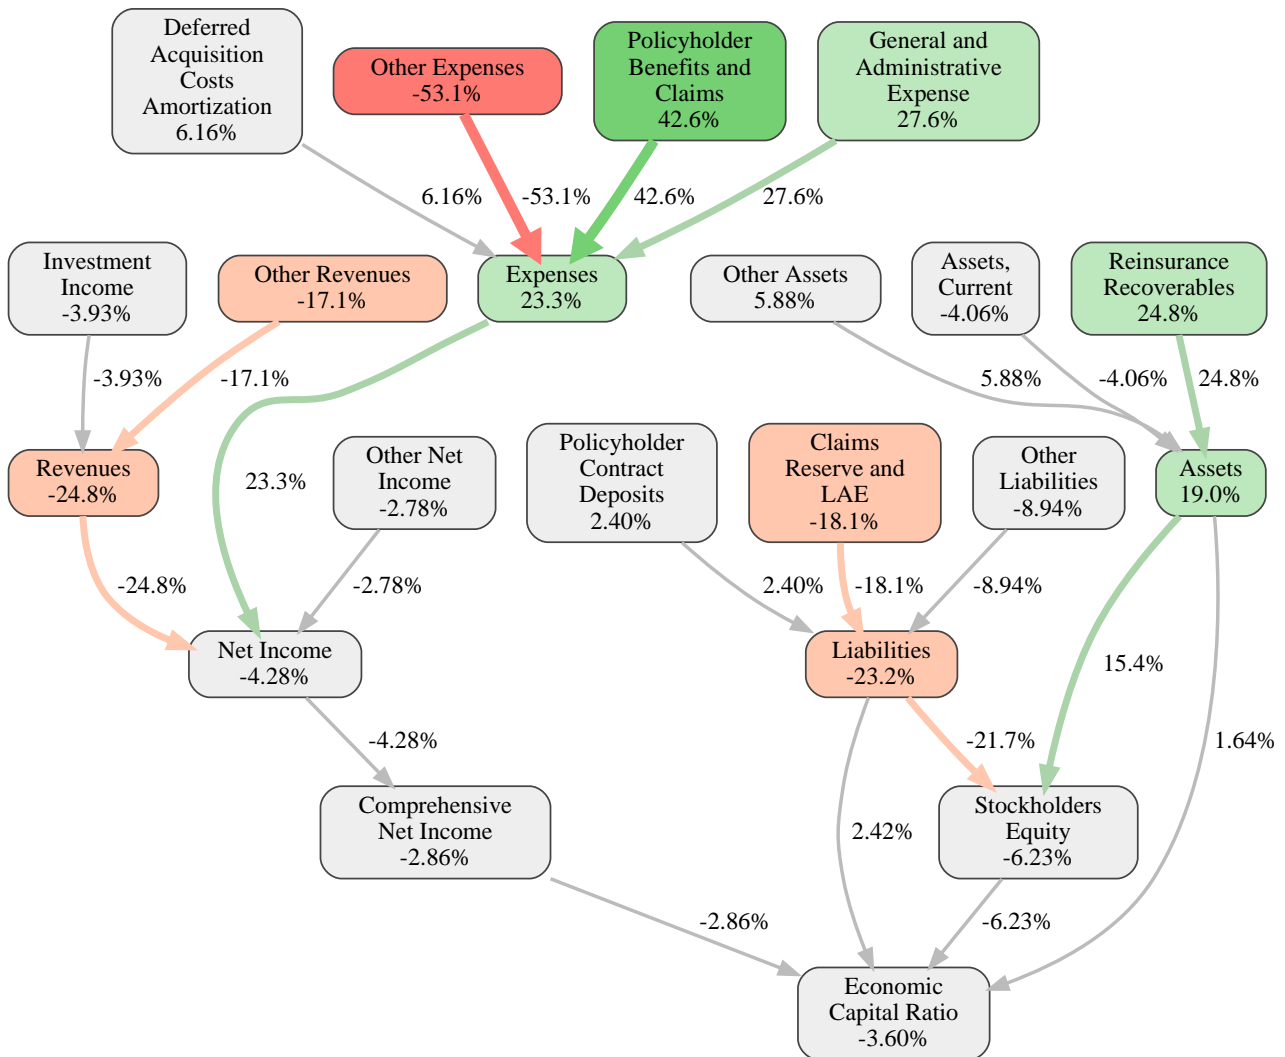 Deferred
Acquisition
Costs
Amortization
6.16%
Other Expenses
-53.1%
Policyholder
Benefits and
Claims
42.6%
General and
Administrative
Expense
27.6%
6.16%
-53.1%
42.6%
27.6%
Investment
Income
-3.93%
Other Revenues
-17.1%
Expenses
23.3%
Other Assets
5.88%
Assets,
Current
-4.06%
Reinsurance
Recoverables
24.8%
-3.93%
-17.1%
5.88%
-4.06%
24.8%
Revenues
-24.8%
23.3%
Other Net
Income
-2.78%
Policyholder
Contract
Deposits
2.40%
Claims
Reserve and
LAE
-18.1%
Other
Liabilities
-8.94%
Assets
19.0%
-24.8%
-2.78%
2.40%
-18.1%
-8.94%
Net Income
-4.28%
Liabilities
-23.2%
15.4%
-4.28%
-21.7%
1.64%
Comprehensive
Net Income
-2.86%
2.42%
Stockholders
Equity
-6.23%
-2.86%
-6.23%
Economic
Capital Ratio
-3.60%